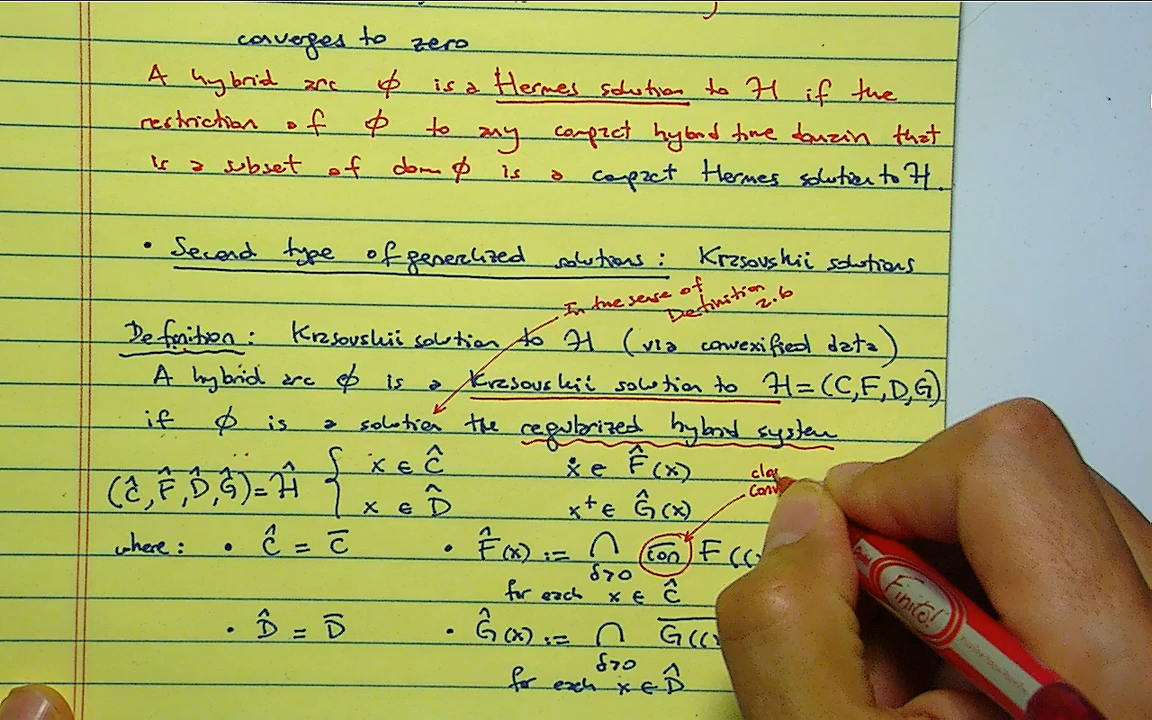 converges to zero
A hybrid arc ϕ is a Hermes solution to H if the
restriction of ϕ to any compact hybrid time domain that
is a subset of dom ϕ is a compact Hermes solution to H.
• Second type of generalized solutions: Krasovskii solutions
In the sense of
Definition
2.6
Definition: Krasovskii solution to H (via convexified data)
A hybrid arc ϕ is a Krasovskii solution to H=(C,F,D,G)
if ϕ is a solution the regularized hybrid system
(Ĉ,F̂,D̂,Ĝ)=Ĥ { x ∈ Ĉ ẋ ∈ F̂(x)
x ∈ D̂ x⁺∈ Ĝ(x)
clos
conv
where: • Ĉ = C̅ • F̂(x) := ∩ c̅o̅n̅ F((
δ>0
for each x ∈ Ĉ
• D̂ = D̅ • Ĝ(x) := ∩ G((
δ>0
for each x ∈ D̂
Finito!